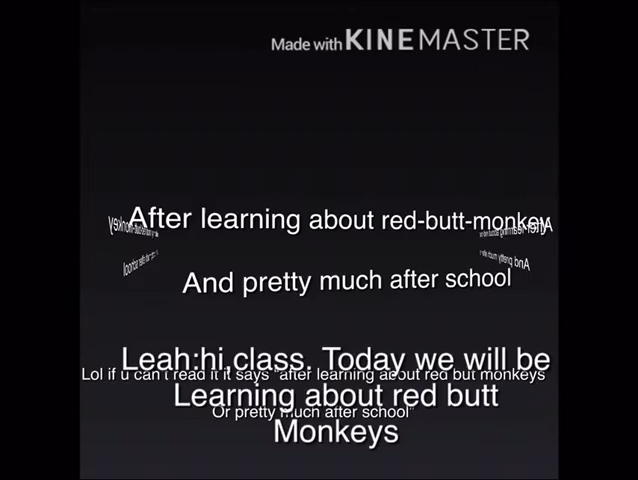 Made with KINEMASTER
After learning about red-butt-monkey
And pretty much after school
Leah:hi,class. Today we will be
Lol if u can't read it it says "after learning about red but monkeys
Learning about red butt
Or pretty much after school"
Monkeys